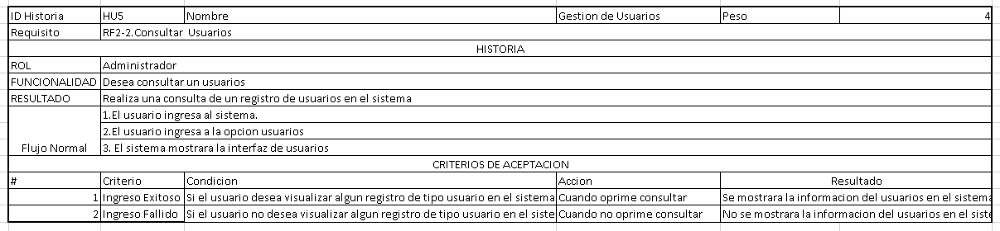 ID Historia HU5 Nombre Gestion de Usuarios Peso 4
Requisito RF2-2.Consultar Usuarios
HISTORIA
ROL Administrador
FUNCIONALIDAD Desea consultar un usuarios
RESULTADO Realiza una consulta de un registro de usuarios en el sistema
1.El usuario ingresa al sistema.
2.El usuario ingresa a la opcion usuarios
Flujo Normal 3. El sistema mostrara la interfaz de usuarios
CRITERIOS DE ACEPTACION
# Criterio Condicion Accion Resultado
1 Ingreso Exitoso Si el usuario desea visualizar algun registro de tipo usuario en el sistema Cuando oprime consultar Se mostrara la informacion del usuarios en el sistema
2 Ingreso Fallido Si el usuario no desea visualizar algun registro de tipo usuario en el siste Cuando no oprime consultar No se mostrara la informacion del usuarios en el siste